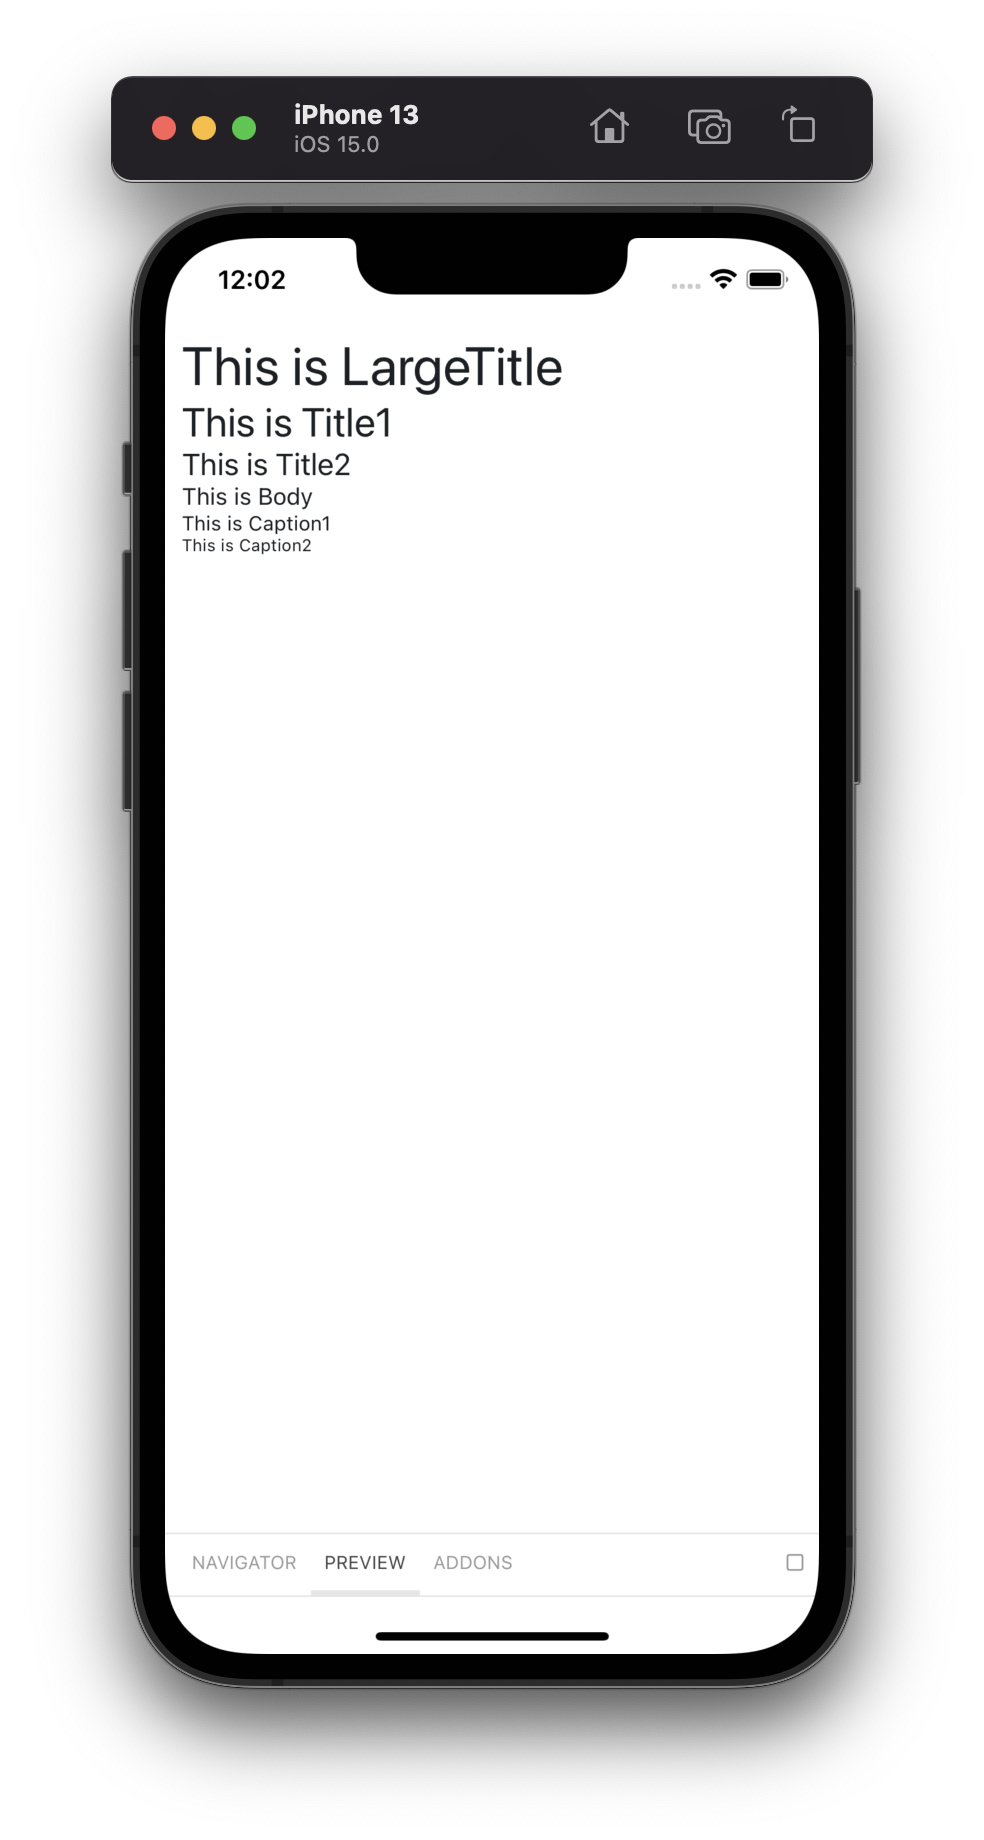 iPhone 13
iOS 15.0
12:02
This is LargeTitle
This is Title1
This is Title2
This is Body
This is Caption1
This is Caption2
NAVIGATOR PREVIEW ADDONS